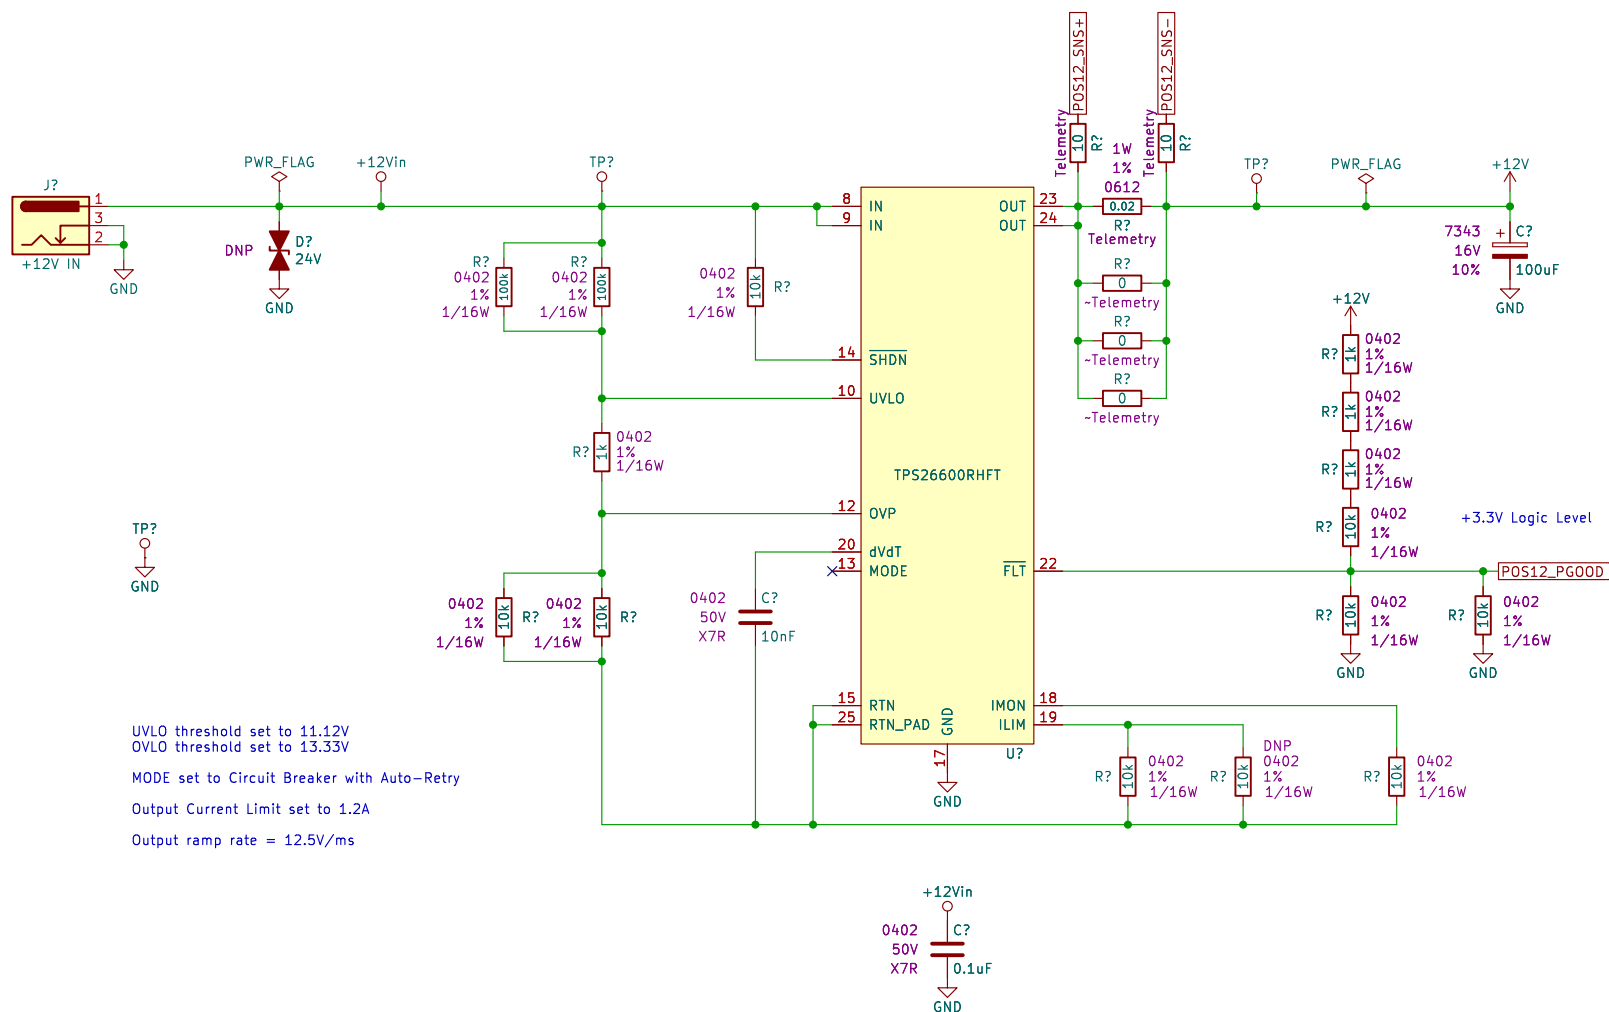 POS12_SNS+
POS12_SNS-
Telemetry
10
R?
Telemetry
10
R?
1W
1%
0612
0.02
R?
Telemetry
J?
1
3
2
+12V IN
GND
PWR_FLAG
DNP
D?
24V
GND
+12Vin
TP?
R?
0402
1%
1/16W
100k
R?
0402
1%
1/16W
100k
0402
1%
1/16W
10k
R?
8
IN
9
IN
14
SHDN
10
UVLO
12
OVP
20
dVdT
13
MODE
15
RTN
25
RTN_PAD
TPS26600RHFT
23
OUT
24
OUT
22
FLT
18
IMON
19
ILIM
GND
17
U?
GND
R?
0
~Telemetry
R?
0
~Telemetry
R?
0
~Telemetry
TP?
PWR_FLAG
+12V
7343
16V
10%
+
C?
100uF
GND
+12V
R?
1k
0402
1%
1/16W
R?
1k
0402
1%
1/16W
R?
1k
0402
1%
1/16W
R?
10k
0402
1%
1/16W
+3.3V Logic Level
POS12_PGOOD
R?
10k
0402
1%
1/16W
GND
R?
10k
0402
1%
1/16W
GND
R?
1k
0402
1%
1/16W
TP?
GND
0402
1%
1/16W
10k
R?
0402
1%
1/16W
10k
R?
0402
50V
X7R
C?
10nF
R?
10k
0402
1%
1/16W
R?
10k
DNP
0402
1%
1/16W
R?
10k
0402
1%
1/16W
UVLO threshold set to 11.12V
OVLO threshold set to 13.33V
MODE set to Circuit Breaker with Auto-Retry
Output Current Limit set to 1.2A
Output ramp rate = 12.5V/ms
+12Vin
0402
50V
X7R
C?
0.1uF
GND